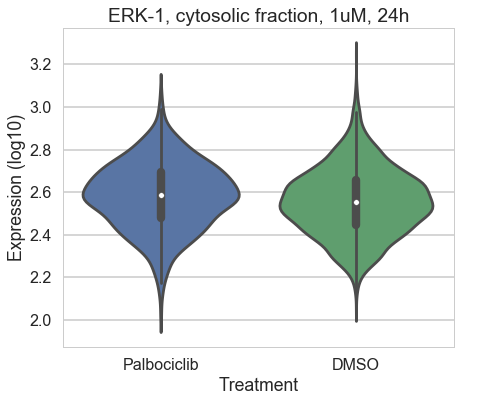 ERK-1, cytosolic fraction, 1uM, 24h
Expression (log10)
3.2
3.0
2.8
2.6
2.4
2.2
2.0
Palbociclib DMSO
Treatment